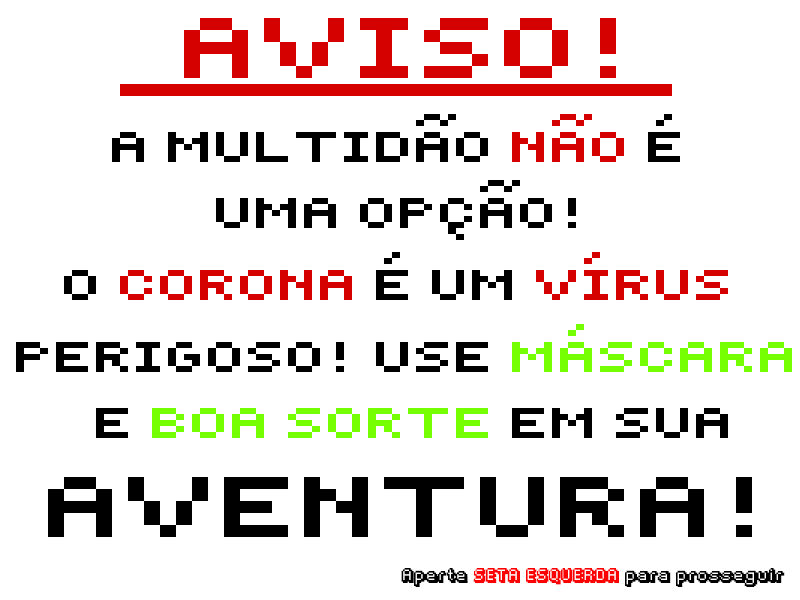 AVISO!
A MULTIDÃO NÃO É
UMA OPÇÃO!
O CORONA É UM VÍRUS
PERIGOSO! USE MÁSCARA
E BOA SORTE EM SUA
AVENTURA!
Aperte SETA ESQUERDA para prosseguir